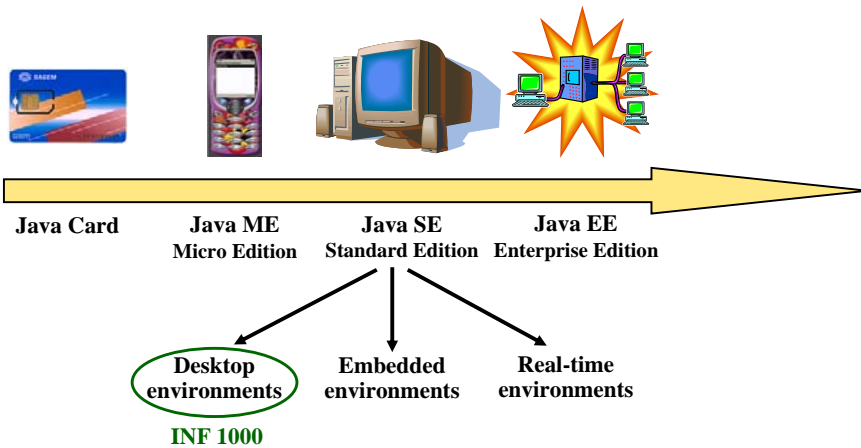 SAGEM
Java Card
Java ME
Micro Edition
Java SE
Standard Edition
Java EE
Enterprise Edition
Desktop
environments
Embedded
environments
Real-time
environments
INF 1000